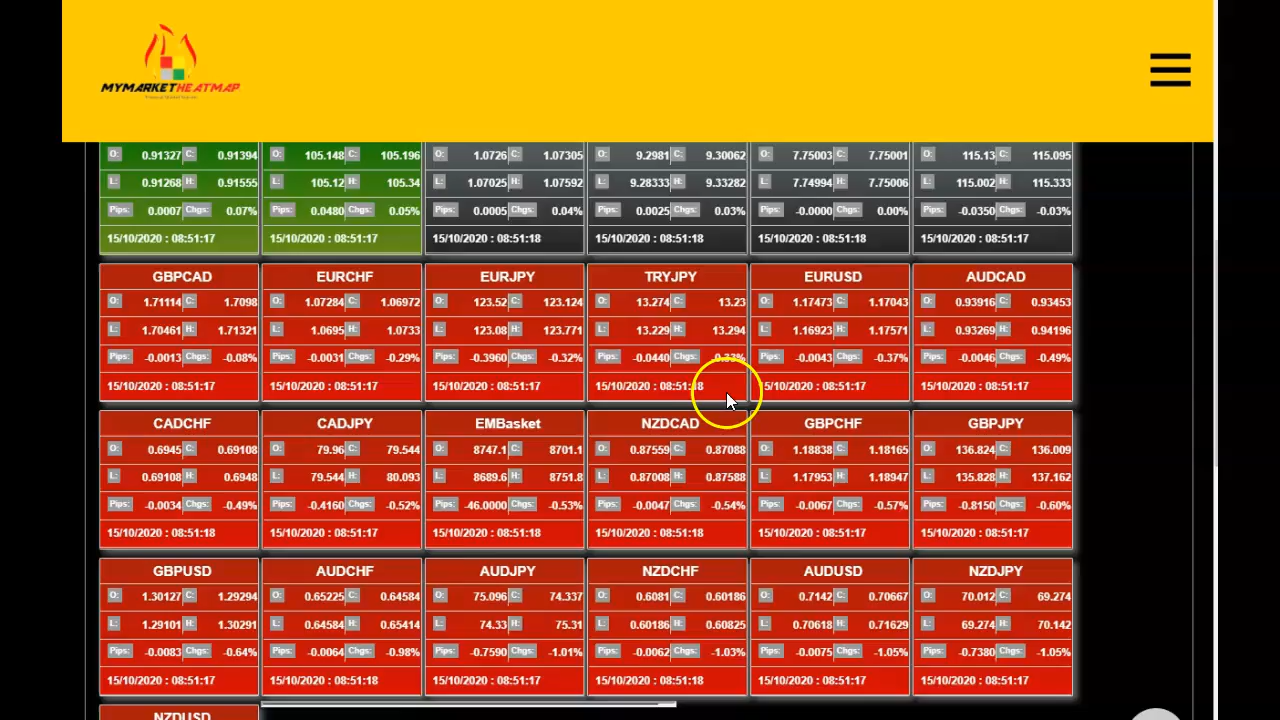 MYMARKETHEATMAP
O: 0.91327 C: 0.91394 O: 105.148 C: 105.196 O: 1.0726 C: 1.07305 O: 9.2981 C: 9.30062 O: 7.75003 C: 7.75001 O: 115.13 C: 115.095
L: 0.91268 H: 0.91555 L: 105.12 H: 105.34 L: 1.07025 H: 1.07592 L: 9.28333 H: 9.33282 L: 7.74994 H: 7.75006 L: 115.002 H: 115.333
Pips: 0.0007 Chgs: 0.07% Pips: 0.0480 Chgs: 0.05% Pips: 0.0005 Chgs: 0.04% Pips: 0.0025 Chgs: 0.03% Pips: -0.0000 Chgs: 0.00% Pips: -0.0350 Chgs: -0.03%
15/10/2020 : 08:51:17 15/10/2020 : 08:51:17 15/10/2020 : 08:51:18 15/10/2020 : 08:51:18 15/10/2020 : 08:51:18 15/10/2020 : 08:51:17
GBPCAD EURCHF EURJPY TRYJPY EURUSD AUDCAD
O: 1.71114 C: 1.7098 O: 1.07284 C: 1.06972 O: 123.52 C: 123.124 O: 13.274 C: 13.23 O: 1.17473 C: 1.17043 O: 0.93916 C: 0.93453
L: 1.70461 H: 1.71321 L: 1.0695 H: 1.0733 L: 123.08 H: 123.771 L: 13.229 H: 13.294 L: 1.16923 H: 1.17571 L: 0.93269 H: 0.94196
Pips: -0.0013 Chgs: -0.08% Pips: -0.0031 Chgs: -0.29% Pips: -0.3960 Chgs: -0.32% Pips: -0.0440 Chgs: -0.33% Pips: -0.0043 Chgs: -0.37% Pips: -0.0046 Chgs: -0.49%
15/10/2020 : 08:51:17 15/10/2020 : 08:51:17 15/10/2020 : 08:51:17 15/10/2020 : 08:51:18 15/10/2020 : 08:51:17 15/10/2020 : 08:51:17
CADCHF CADJPY EMBasket NZDCAD GBPCHF GBPJPY
O: 0.6945 C: 0.69108 O: 79.96 C: 79.544 O: 8747.1 C: 8701.1 O: 0.87559 C: 0.87088 O: 1.18838 C: 1.18165 O: 136.824 C: 136.009
L: 0.69108 H: 0.6948 L: 79.544 H: 80.093 L: 8689.6 H: 8751.8 L: 0.87008 H: 0.87588 L: 1.17953 H: 1.18947 L: 135.828 H: 137.162
Pips: -0.0034 Chgs: -0.49% Pips: -0.4160 Chgs: -0.52% Pips: -46.0000 Chgs: -0.53% Pips: -0.0047 Chgs: -0.54% Pips: -0.0067 Chgs: -0.57% Pips: -0.8150 Chgs: -0.60%
15/10/2020 : 08:51:18 15/10/2020 : 08:51:17 15/10/2020 : 08:51:18 15/10/2020 : 08:51:18 15/10/2020 : 08:51:17 15/10/2020 : 08:51:17
GBPUSD AUDCHF AUDJPY NZDCHF AUDUSD NZDJPY
O: 1.30127 C: 1.29294 O: 0.65225 C: 0.64584 O: 75.096 C: 74.337 O: 0.6081 C: 0.60186 O: 0.7142 C: 0.70667 O: 70.012 C: 69.274
L: 1.29101 H: 1.30291 L: 0.64584 H: 0.65414 L: 74.33 H: 75.31 L: 0.60186 H: 0.60825 L: 0.70618 H: 0.71629 L: 69.274 H: 70.142
Pips: -0.0083 Chgs: -0.64% Pips: -0.0064 Chgs: -0.98% Pips: -0.7590 Chgs: -1.01% Pips: -0.0062 Chgs: -1.03% Pips: -0.0075 Chgs: -1.05% Pips: -0.7380 Chgs: -1.05%
15/10/2020 : 08:51:17 15/10/2020 : 08:51:18 15/10/2020 : 08:51:17 15/10/2020 : 08:51:18 15/10/2020 : 08:51:17 15/10/2020 : 08:51:17
NZDUSD